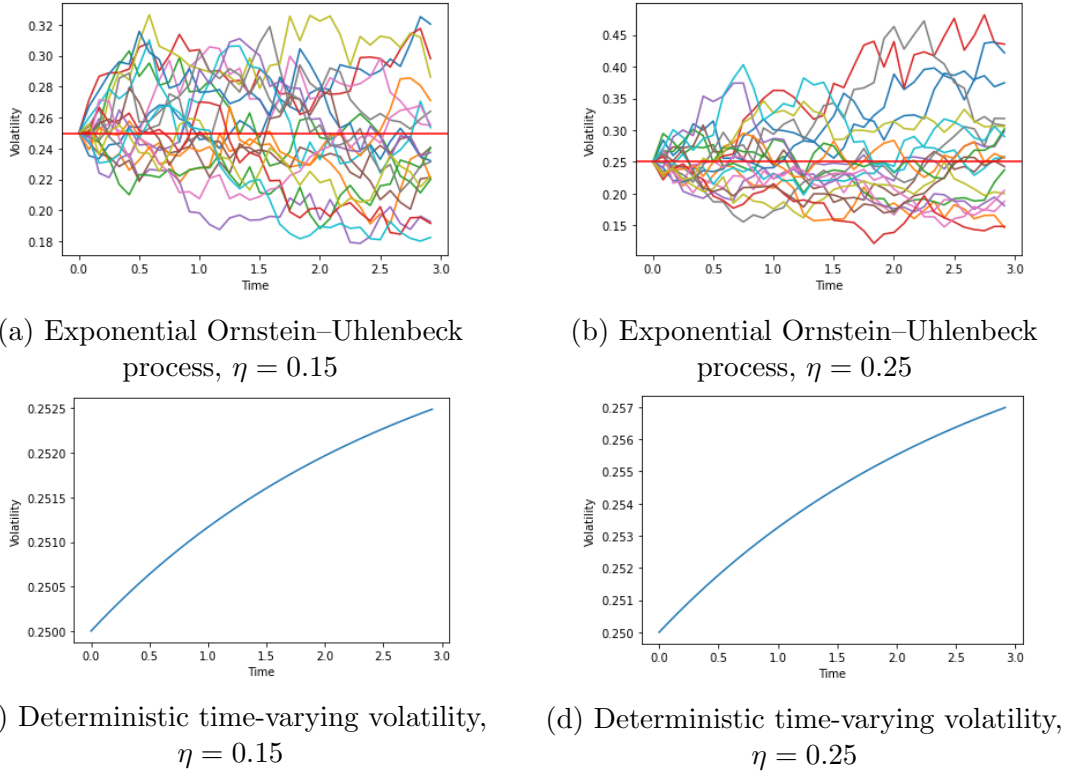 0.32
0.30
0.28
0.26
0.24
0.22
0.20
0.18
Volatility
0.0 0.5 1.0 1.5 2.0 2.5 3.0
Time
0.45
0.40
0.35
0.30
0.25
0.20
0.15
Volatility
0.0 0.5 1.0 1.5 2.0 2.5 3.0
Time
(a) Exponential Ornstein–Uhlenbeck
process, η = 0.15
(b) Exponential Ornstein–Uhlenbeck
process, η = 0.25
0.2525
0.2520
0.2515
0.2510
0.2505
0.2500
Volatility
0.0 0.5 1.0 1.5 2.0 2.5 3.0
Time
0.257
0.256
0.255
0.254
0.253
0.252
0.251
0.250
Volatility
0.0 0.5 1.0 1.5 2.0 2.5 3.0
Time
) Deterministic time-varying volatility,
η = 0.15
(d) Deterministic time-varying volatility,
η = 0.25